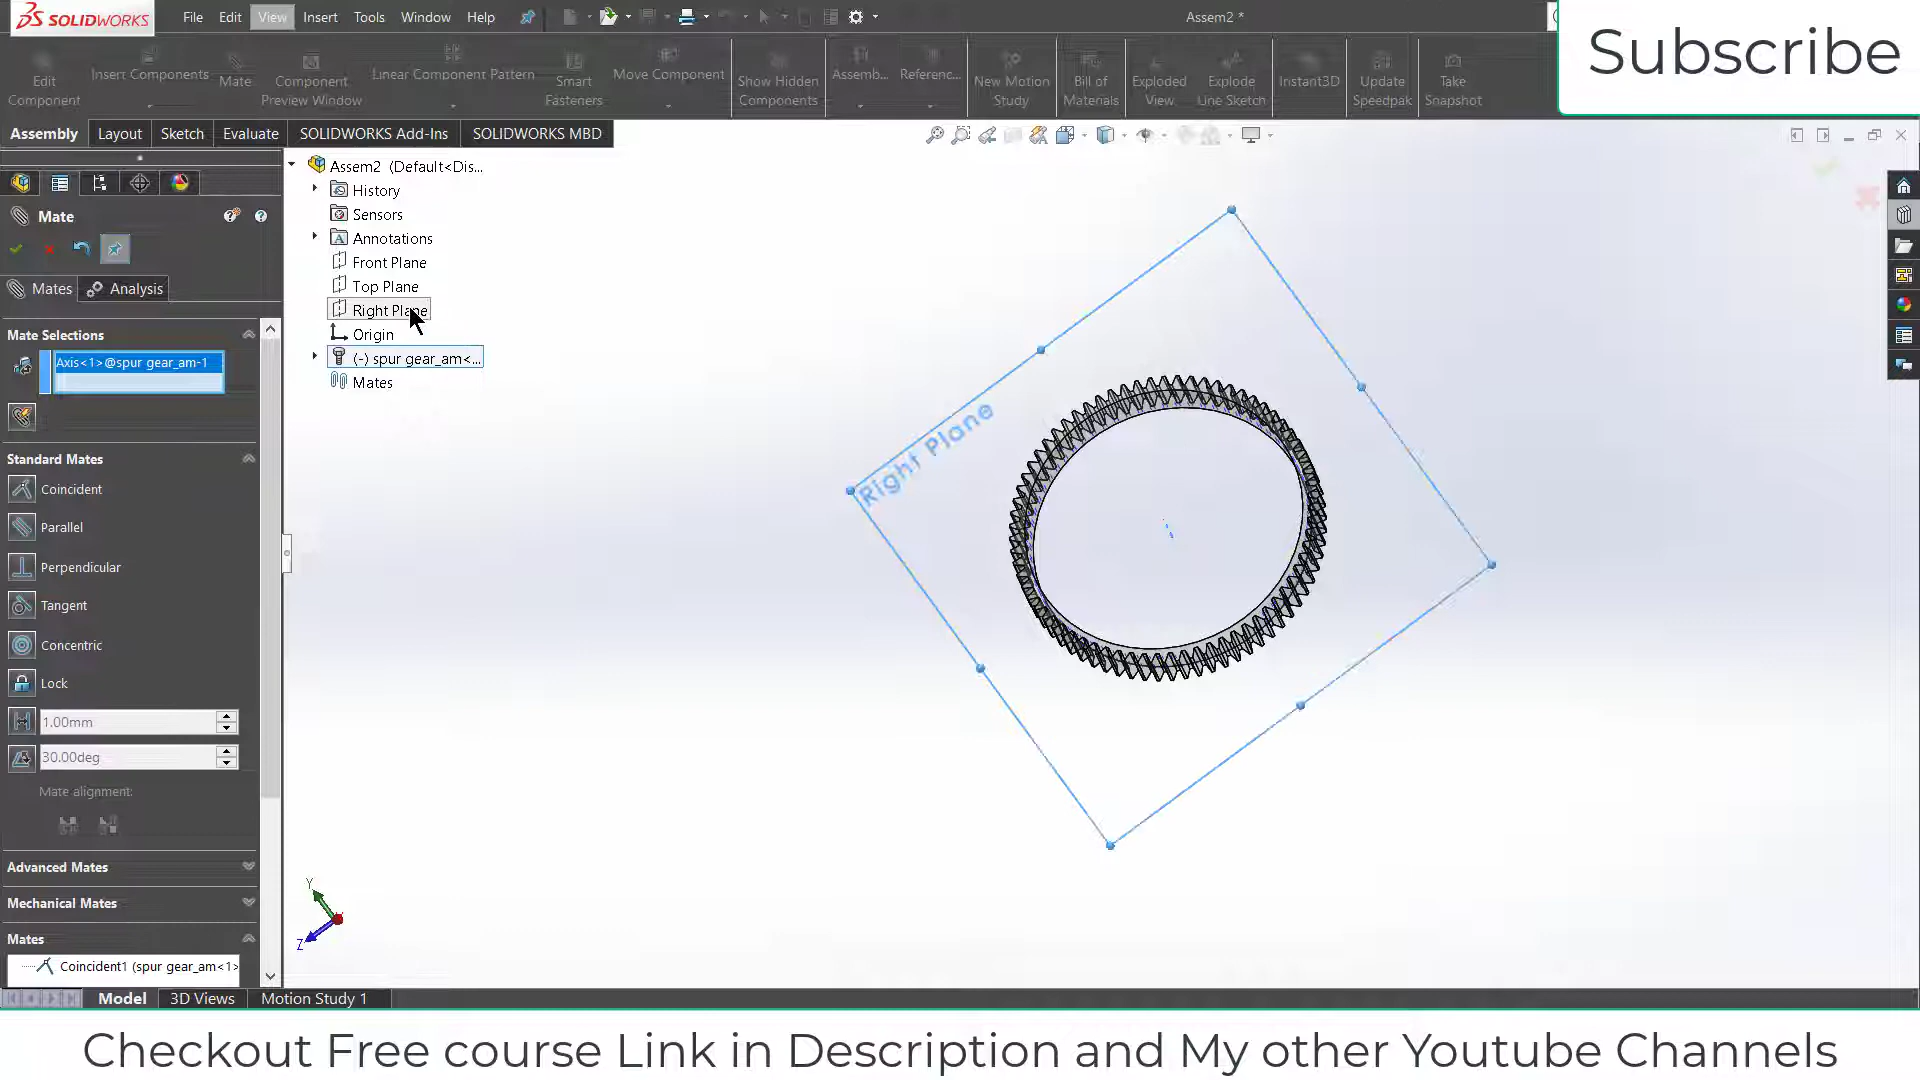 SOLIDWORKS File Edit View Insert Tools Window Help Assem2 *
Subscribe
Edit Component
Insert Components
Mate
Component Preview Window
Linear Component Pattern
Smart Fasteners
Move Component
Show Hidden Components
Assemb...
Referenc...
New Motion Study
Bill of Materials
Exploded View
Explode Line Sketch
Instant3D
Update Speedpak
Take Snapshot
Assembly Layout Sketch Evaluate SOLIDWORKS Add-Ins SOLIDWORKS MBD
Mate
Mates Analysis
Mate Selections
Axis<1>@spur gear_am-1
Standard Mates
Coincident
Parallel
Perpendicular
Tangent
Concentric
Lock
1.00mm
30.00deg
Mate alignment:
Advanced Mates
Mechanical Mates
Mates
Coincident1 (spur gear_am<1>
Assem2 (Default<Dis...
History
Sensors
Annotations
Front Plane
Top Plane
Right Plane
Origin
(-) spur gear_am<...
Mates
Right Plane
Y
Z
Model 3D Views Motion Study 1
Checkout Free course Link in Description and My other Youtube Channels